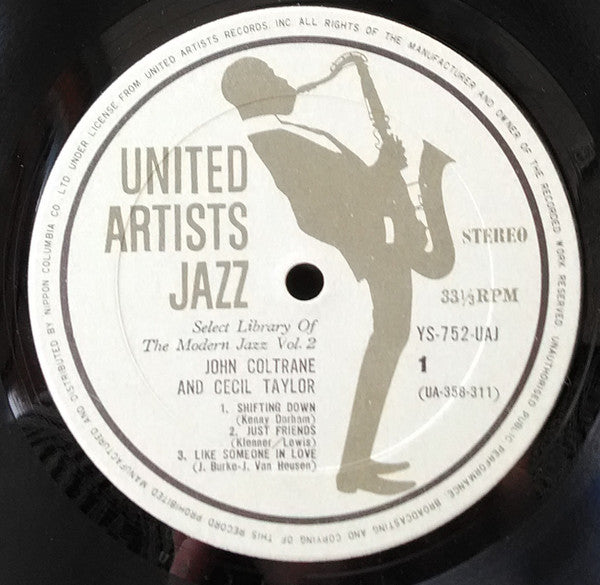 MANUFACTURED AND DISTRIBUTED BY NIPPON COLUMBIA CO. LTD UNDER LICENSE FROM UNITED ARTISTS RECORDS, INC ALL RIGHTS OF THE MANUFACTURER AND OWNER OF THE RECORDED WORK RESERVED. UNAUTHORISED PUBLIC PERFORMANCE, BROADCASTING AND COPYING OF THIS RECORD PROHIBITED
UNITED
ARTISTS
JAZZ
STEREO
33⅓RPM
Select Library Of
The Modern Jazz Vol. 2
YS-752-UAJ
JOHN COLTRANE
AND CECIL TAYLOR
1
(UA-358-311)
1. SHIFTING DOWN
(Kenny Dorham)
2. JUST FRIENDS
(Klenner Lewis)
3. LIKE SOMEONE IN LOVE
(J. Burke-J. Van Heusen)